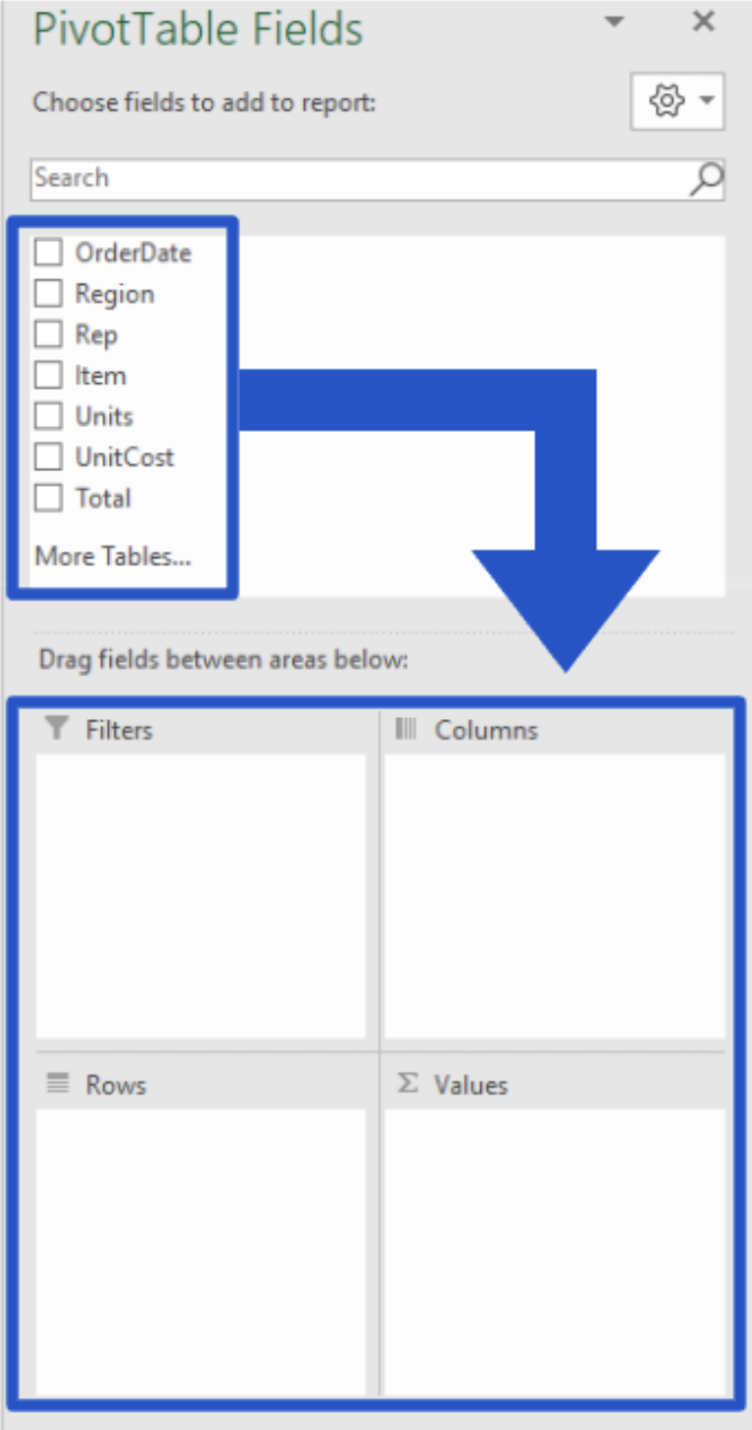 PivotTable Fields
Choose fields to add to report:
Search
OrderDate
Region
Rep
Item
Units
UnitCost
Total
More Tables...
Drag fields between areas below:
Filters
Columns
Rows
Σ Values